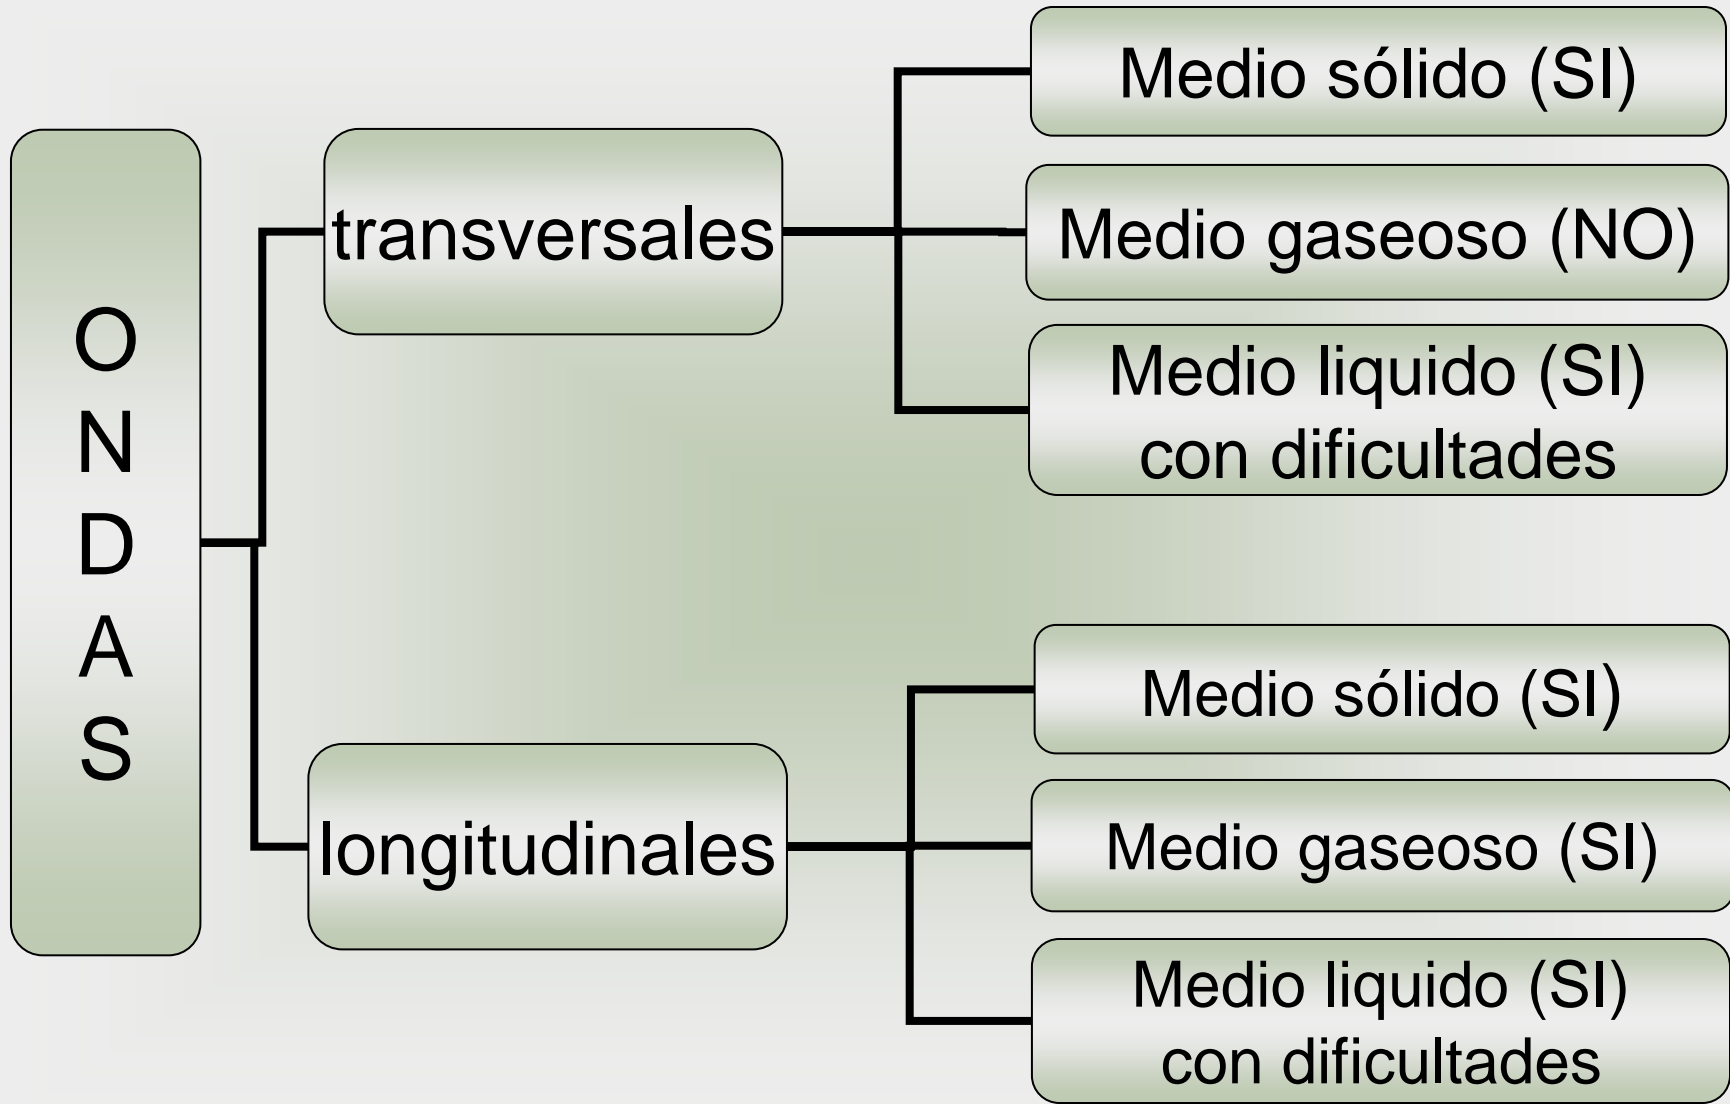 O
N
D
A
S
transversales
Medio sólido (SI)
Medio gaseoso (NO)
Medio liquido (SI)
con dificultades
longitudinales
Medio sólido (SI)
Medio gaseoso (SI)
Medio liquido (SI)
con dificultades